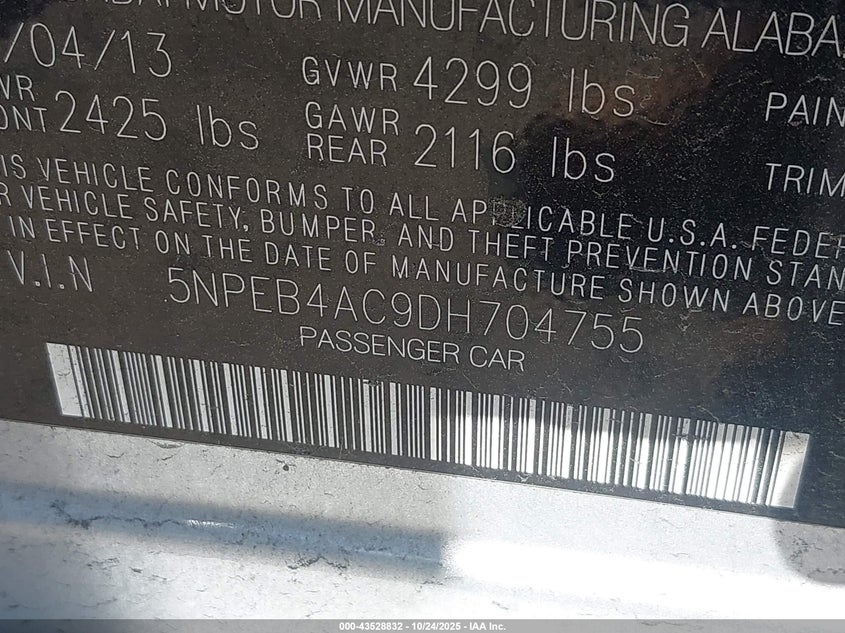 MOTOR MANUFACTURING ALABA
/04/13
GVWR 4299 lbs
PAIN
WR
ONT 2425 lbs
GAWR
REAR 2116 lbs
TRIM
IS VEHICLE CONFORMS TO ALL APPLICABLE U.S.A. FEDER
R VEHICLE SAFETY, BUMPER, AND THEFT PREVENTION STAN
IN EFFECT ON THE DATE OF MANUFACTURE SHOWN ABOVE
V.I.N 5NPEB4AC9DH704755
PASSENGER CAR
000-43528832 - 10/24/2025 - IAA Inc.